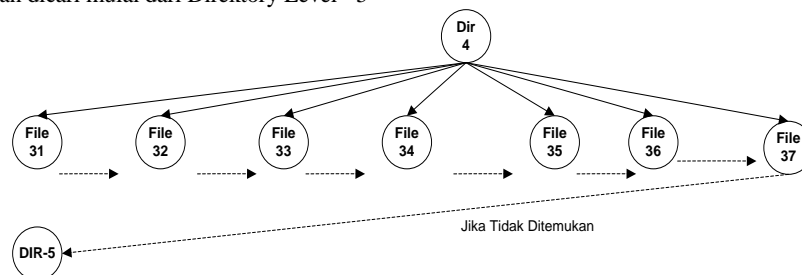 an dicari mulai dari Direktory Level - 5
Dir
4
File
31
File
32
File
33
File
34
File
35
File
36
File
37
Jika Tidak Ditemukan
DIR-5